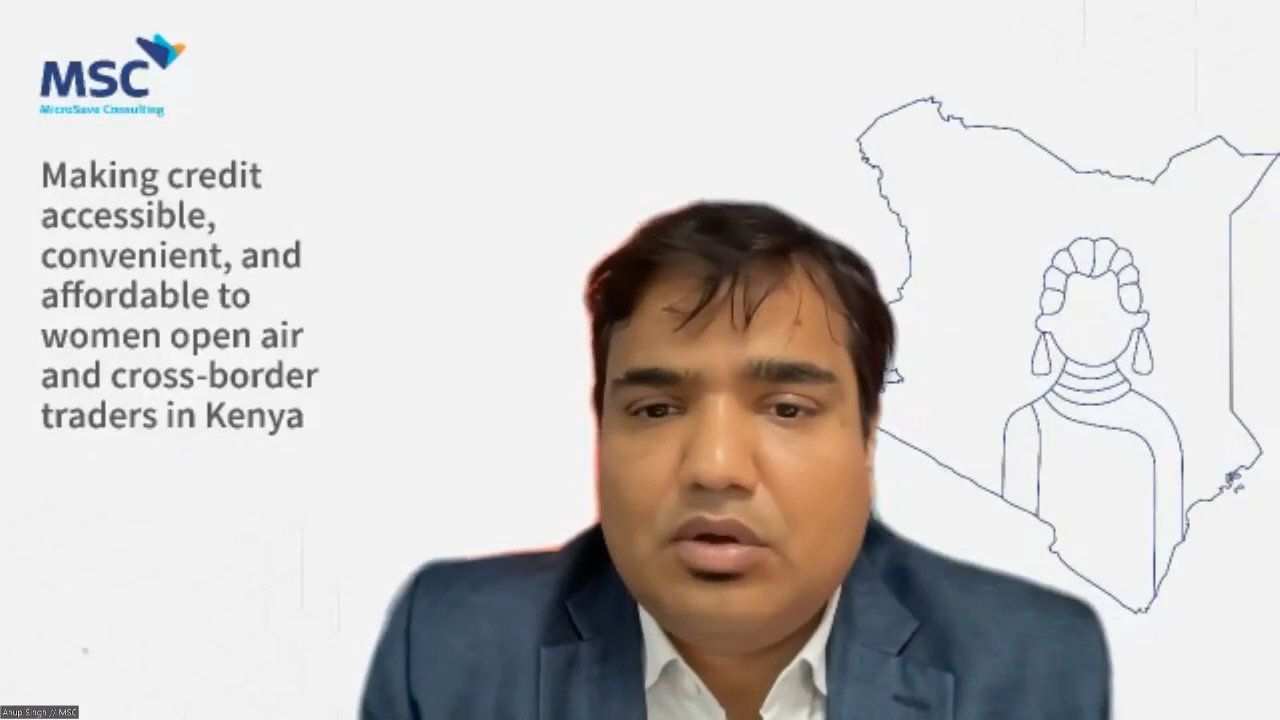 MSC
MicroSave Consulting
Making credit
accessible,
convenient, and
affordable to
women open air
and cross-border
traders in Kenya
Anup Singh // MSC